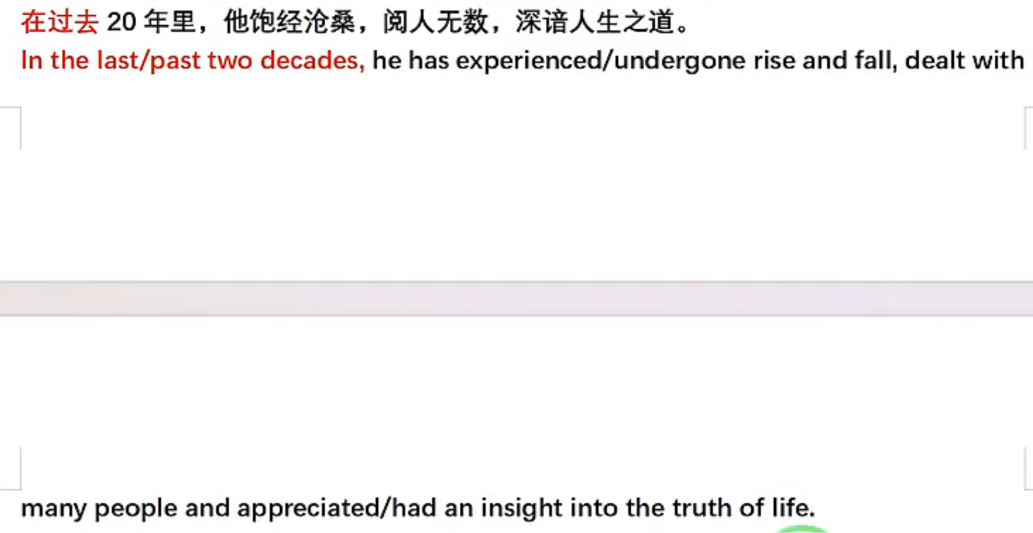 在过去 20 年里，他饱经沧桑，阅人无数，深谙人生之道。
In the last/past two decades, he has experienced/undergone rise and fall, dealt with
many people and appreciated/had an insight into the truth of life.